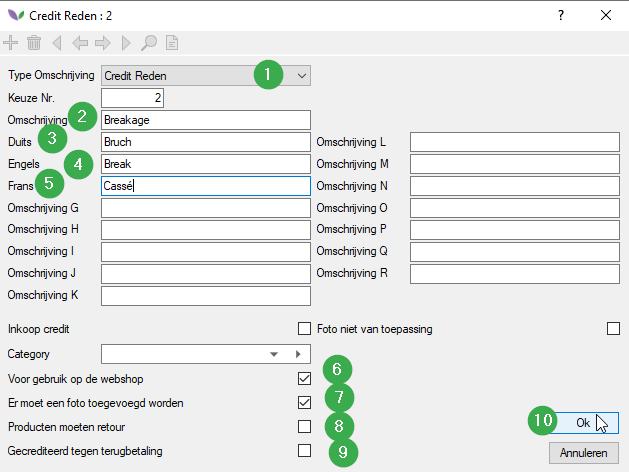 Credit Reden : 2 ?
Type Omschrijving Credit Reden 1
Keuze Nr. 2
Omschrijving 2 Breakage
Duits 3 Bruch Omschrijving L
Engels 4 Break Omschrijving M
Frans 5 Cassé Omschrijving N
Omschrijving G Omschrijving O
Omschrijving H Omschrijving P
Omschrijving I Omschrijving Q
Omschrijving J Omschrijving R
Omschrijving K
Inkoop credit Foto niet van toepassing
Category
Voor gebruik op de webshop 6
Er moet een foto toegevoegd worden 7
Producten moeten retour 8
Gecrediteerd tegen terugbetaling 9
10 Ok
Annuleren